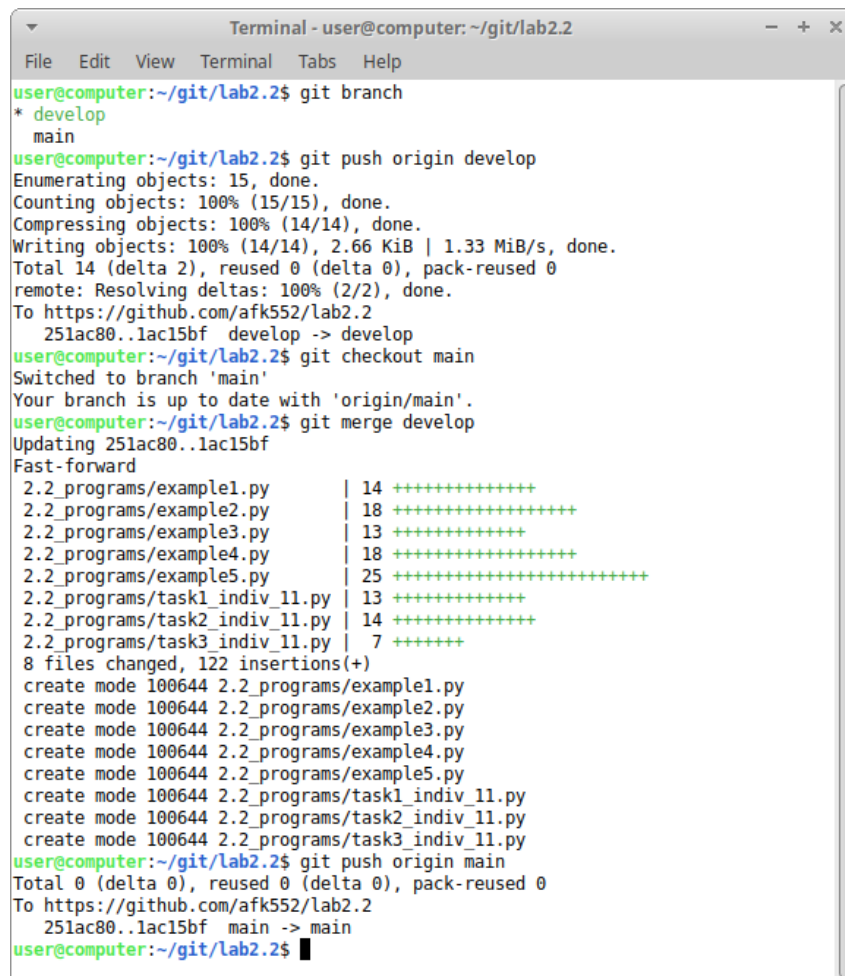 Terminal - user@computer: ~/git/lab2.2
File Edit View Terminal Tabs Help
user@computer:~/git/lab2.2$ git branch
* develop
  main
user@computer:~/git/lab2.2$ git push origin develop
Enumerating objects: 15, done.
Counting objects: 100% (15/15), done.
Compressing objects: 100% (14/14), done.
Writing objects: 100% (14/14), 2.66 KiB | 1.33 MiB/s, done.
Total 14 (delta 2), reused 0 (delta 0), pack-reused 0
remote: Resolving deltas: 100% (2/2), done.
To https://github.com/afk552/lab2.2
   251ac80..1ac15bf  develop -> develop
user@computer:~/git/lab2.2$ git checkout main
Switched to branch 'main'
Your branch is up to date with 'origin/main'.
user@computer:~/git/lab2.2$ git merge develop
Updating 251ac80..1ac15bf
Fast-forward
 2.2_programs/example1.py       | 14 ++++++++++++++
 2.2_programs/example2.py       | 18 ++++++++++++++++++
 2.2_programs/example3.py       | 13 +++++++++++++
 2.2_programs/example4.py       | 18 ++++++++++++++++++
 2.2_programs/example5.py       | 25 +++++++++++++++++++++++++
 2.2_programs/task1_indiv_11.py | 13 +++++++++++++
 2.2_programs/task2_indiv_11.py | 14 ++++++++++++++
 2.2_programs/task3_indiv_11.py |  7 +++++++
 8 files changed, 122 insertions(+)
 create mode 100644 2.2_programs/example1.py
 create mode 100644 2.2_programs/example2.py
 create mode 100644 2.2_programs/example3.py
 create mode 100644 2.2_programs/example4.py
 create mode 100644 2.2_programs/example5.py
 create mode 100644 2.2_programs/task1_indiv_11.py
 create mode 100644 2.2_programs/task2_indiv_11.py
 create mode 100644 2.2_programs/task3_indiv_11.py
user@computer:~/git/lab2.2$ git push origin main
Total 0 (delta 0), reused 0 (delta 0), pack-reused 0
To https://github.com/afk552/lab2.2
   251ac80..1ac15bf  main -> main
user@computer:~/git/lab2.2$